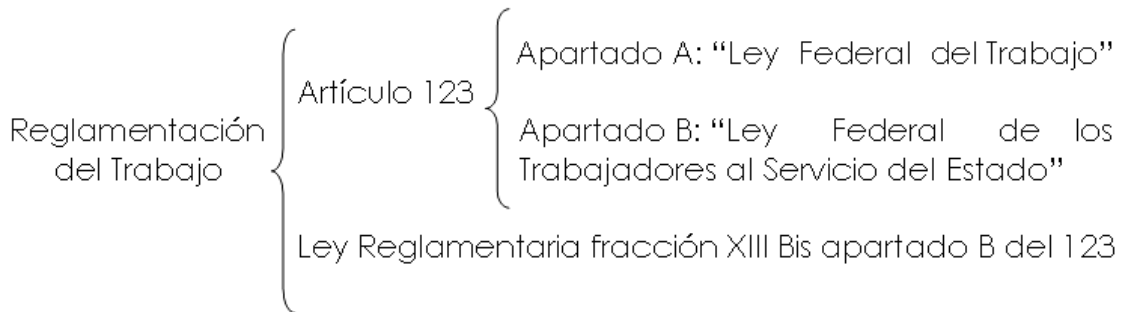 Reglamentación
del Trabajo
Artículo 123
Apartado A: “Ley Federal del Trabajo”
Apartado B: “Ley Federal de los
Trabajadores al Servicio del Estado”
Ley Reglamentaria fracción XIII Bis apartado B del 123